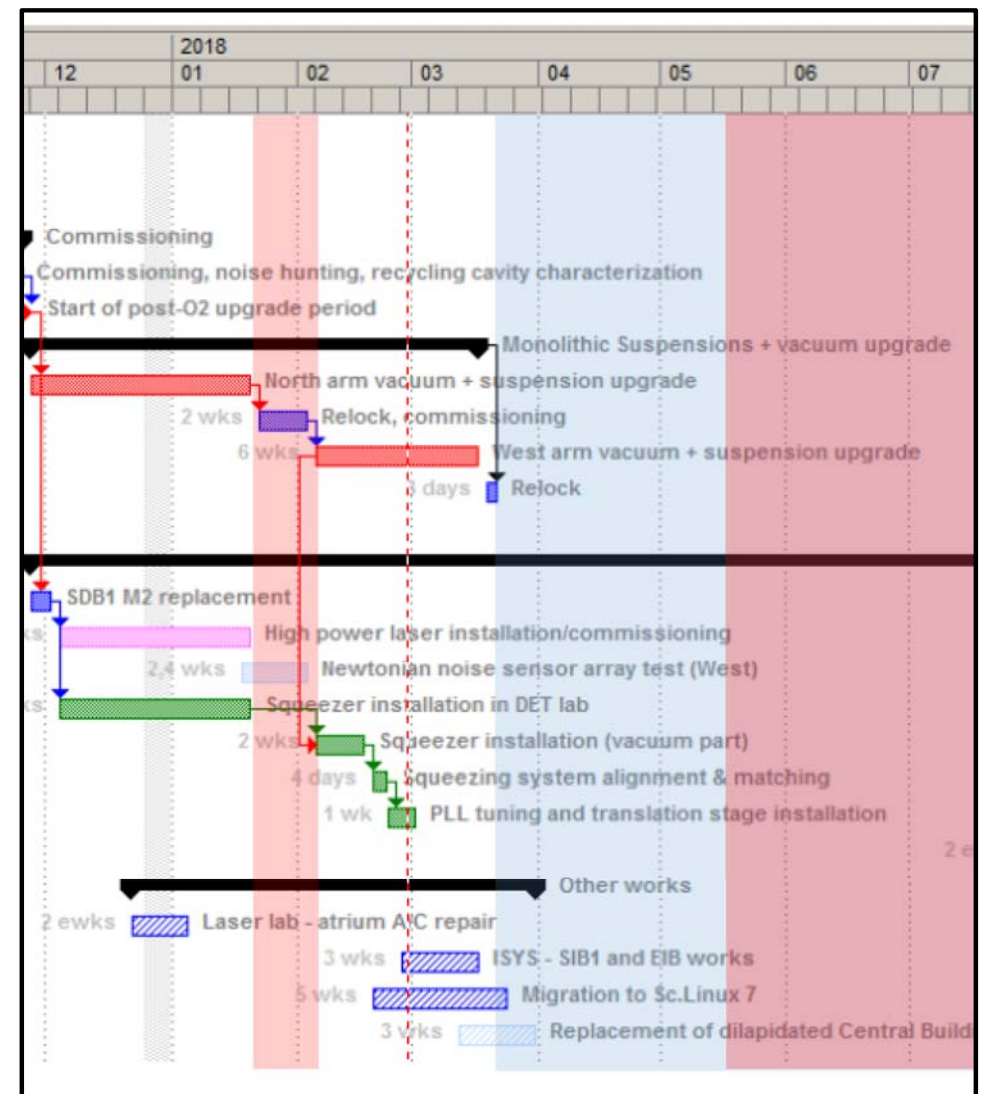 2018
12 01 02 03 04 05 06 07
Commissioning
Commissioning, noise hunting, recycling cavity characterization
Start of post-O2 upgrade period
Monolithic Suspensions + vacuum upgrade
North arm vacuum + suspension upgrade
2 wks Relock, commissioning
6 wks West arm vacuum + suspension upgrade
3 days Relock
SDB1 M2 replacement
ks High power laser installation/commissioning
2,4 wks Newtonian noise sensor array test (West)
ks Squeezer installation in DET lab
2 wks Squeezer installation (vacuum part)
4 days Squeezing system alignment & matching
1 wk PLL tuning and translation stage installation
2 e
Other works
2 ewks Laser lab - atrium A/C repair
3 wks ISYS - SIB1 and EIB works
5 wks Migration to Sc.Linux 7
3 wks Replacement of dilapidated Central Buildi